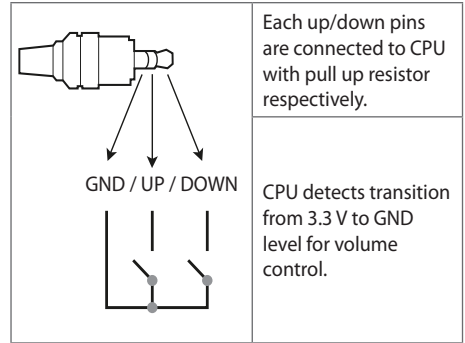 Each up/down pins
are connected to CPU
with pull up resistor
respectively.
GND / UP / DOWN
CPU detects transition
from 3.3 V to GND
level for volume
control.